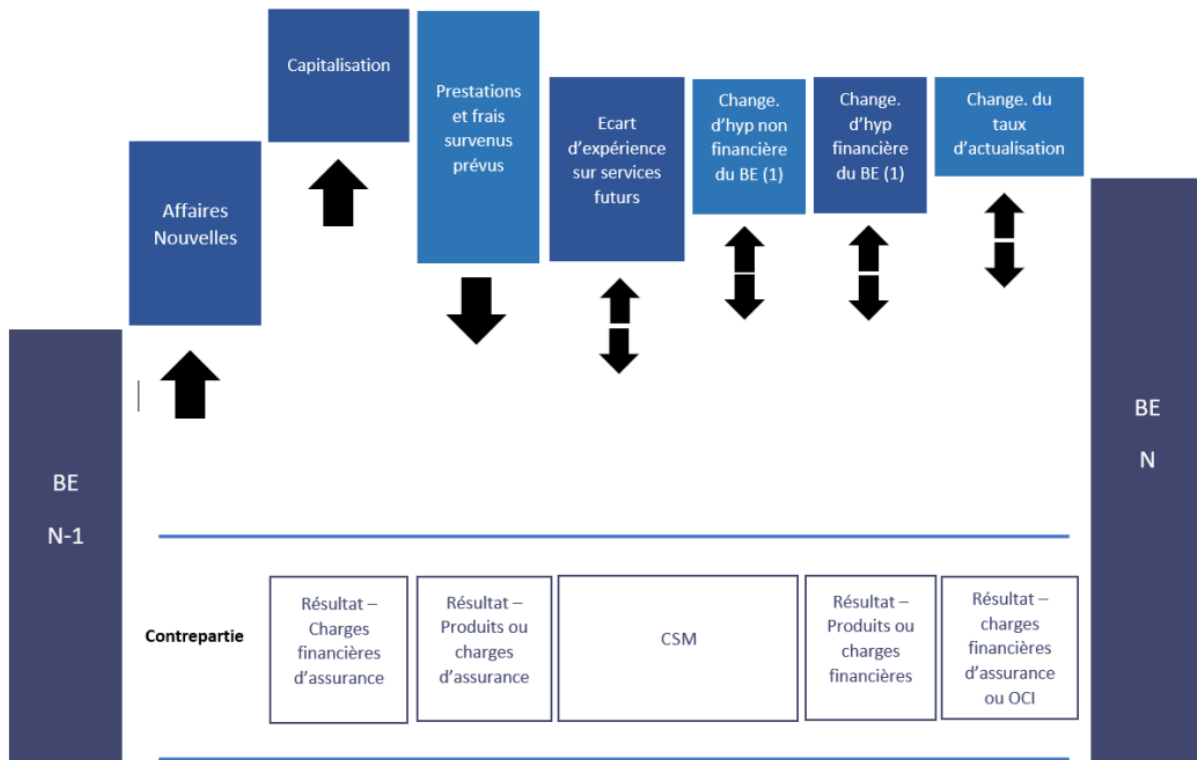 BE
N-1
Affaires
Nouvelles
Capitalisation
Prestations
et frais
survenus
prévus
Ecart
d'expérience
sur services
futurs
Change.
d'hyp non
financière
du BE (1)
Change.
d'hyp
financière
du BE (1)
Change. du
taux
d'actualisation
BE
N
Contrepartie
Résultat –
Charges
financières
d'assurance
Résultat –
Produits ou
charges
d'assurance
CSM
Résultat –
Produits ou
charges
financières
Résultat –
charges
financières
d'assurance
ou OCI